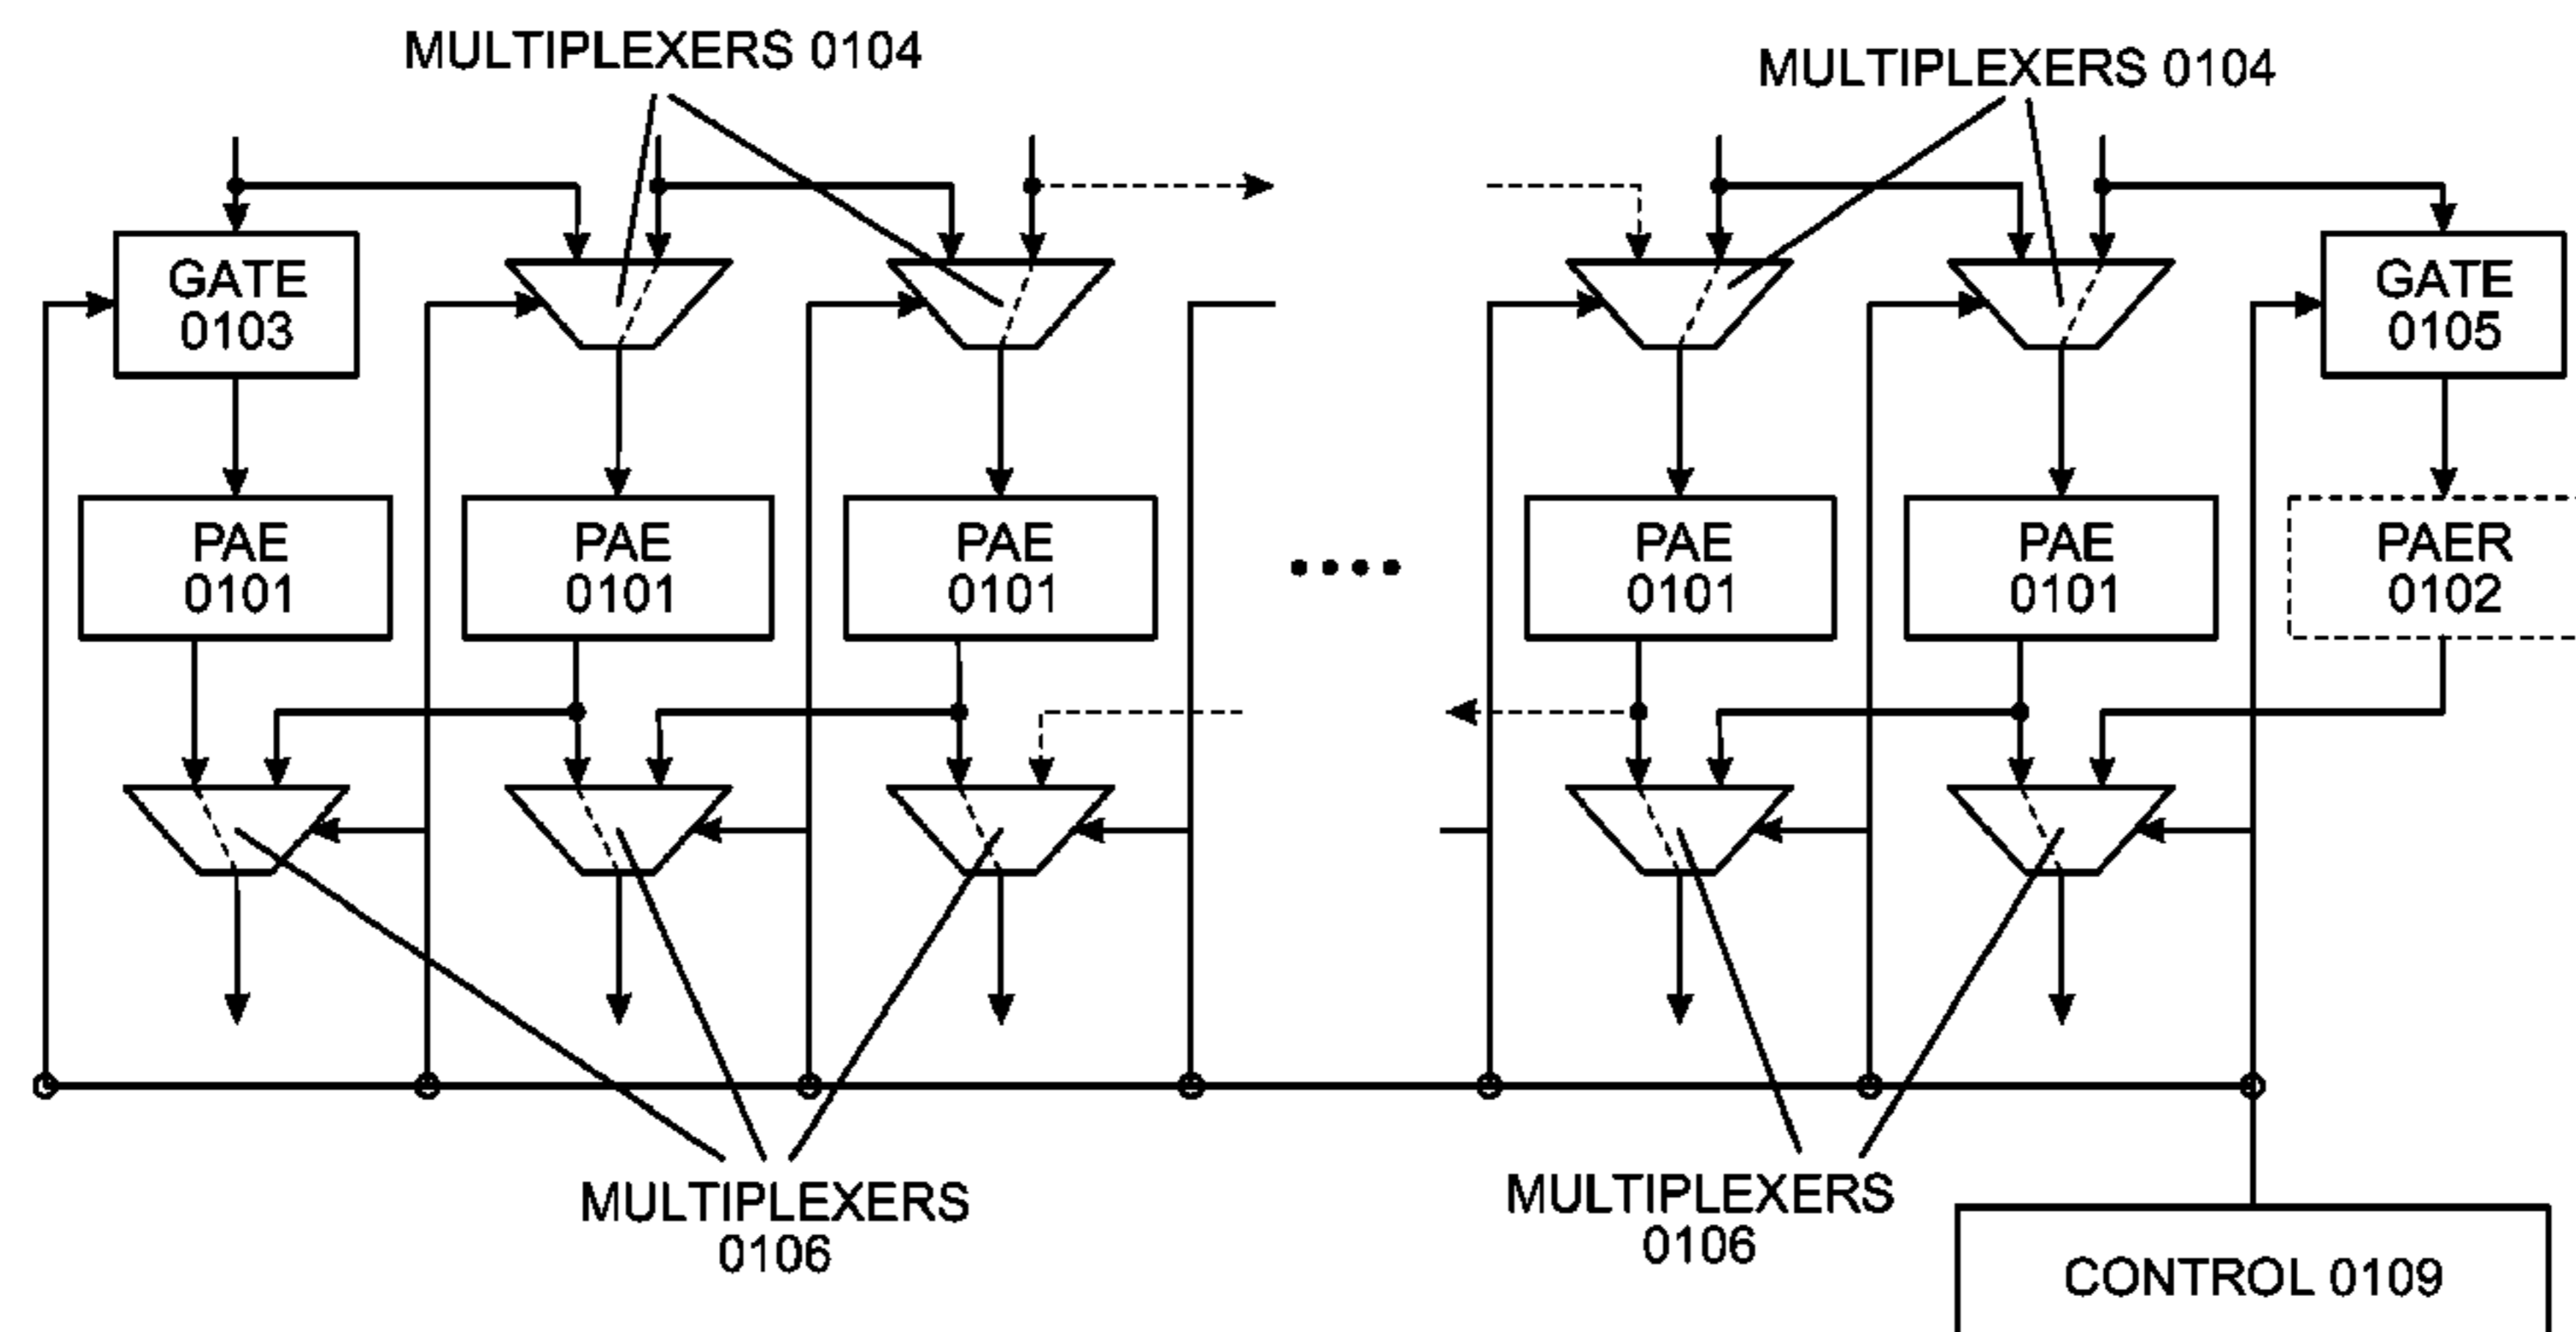 MULTIPLEXERS 0104
MULTIPLEXERS 0104
GATE
0103
GATE
0105
PAE
0101
PAE
0101
PAE
0101
PAE
0101
PAE
0101
PAER
0102
MULTIPLEXERS
0106
MULTIPLEXERS
0106
CONTROL 0109